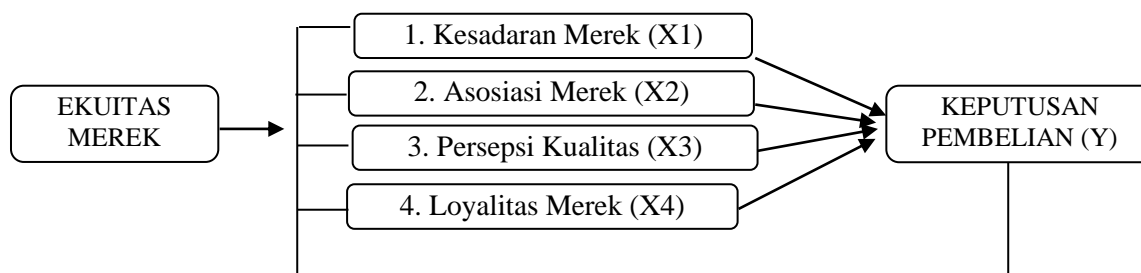 EKUITAS
MEREK
1. Kesadaran Merek (X1)
2. Asosiasi Merek (X2)
3. Persepsi Kualitas (X3)
4. Loyalitas Merek (X4)
KEPUTUSAN
PEMBELIAN (Y)